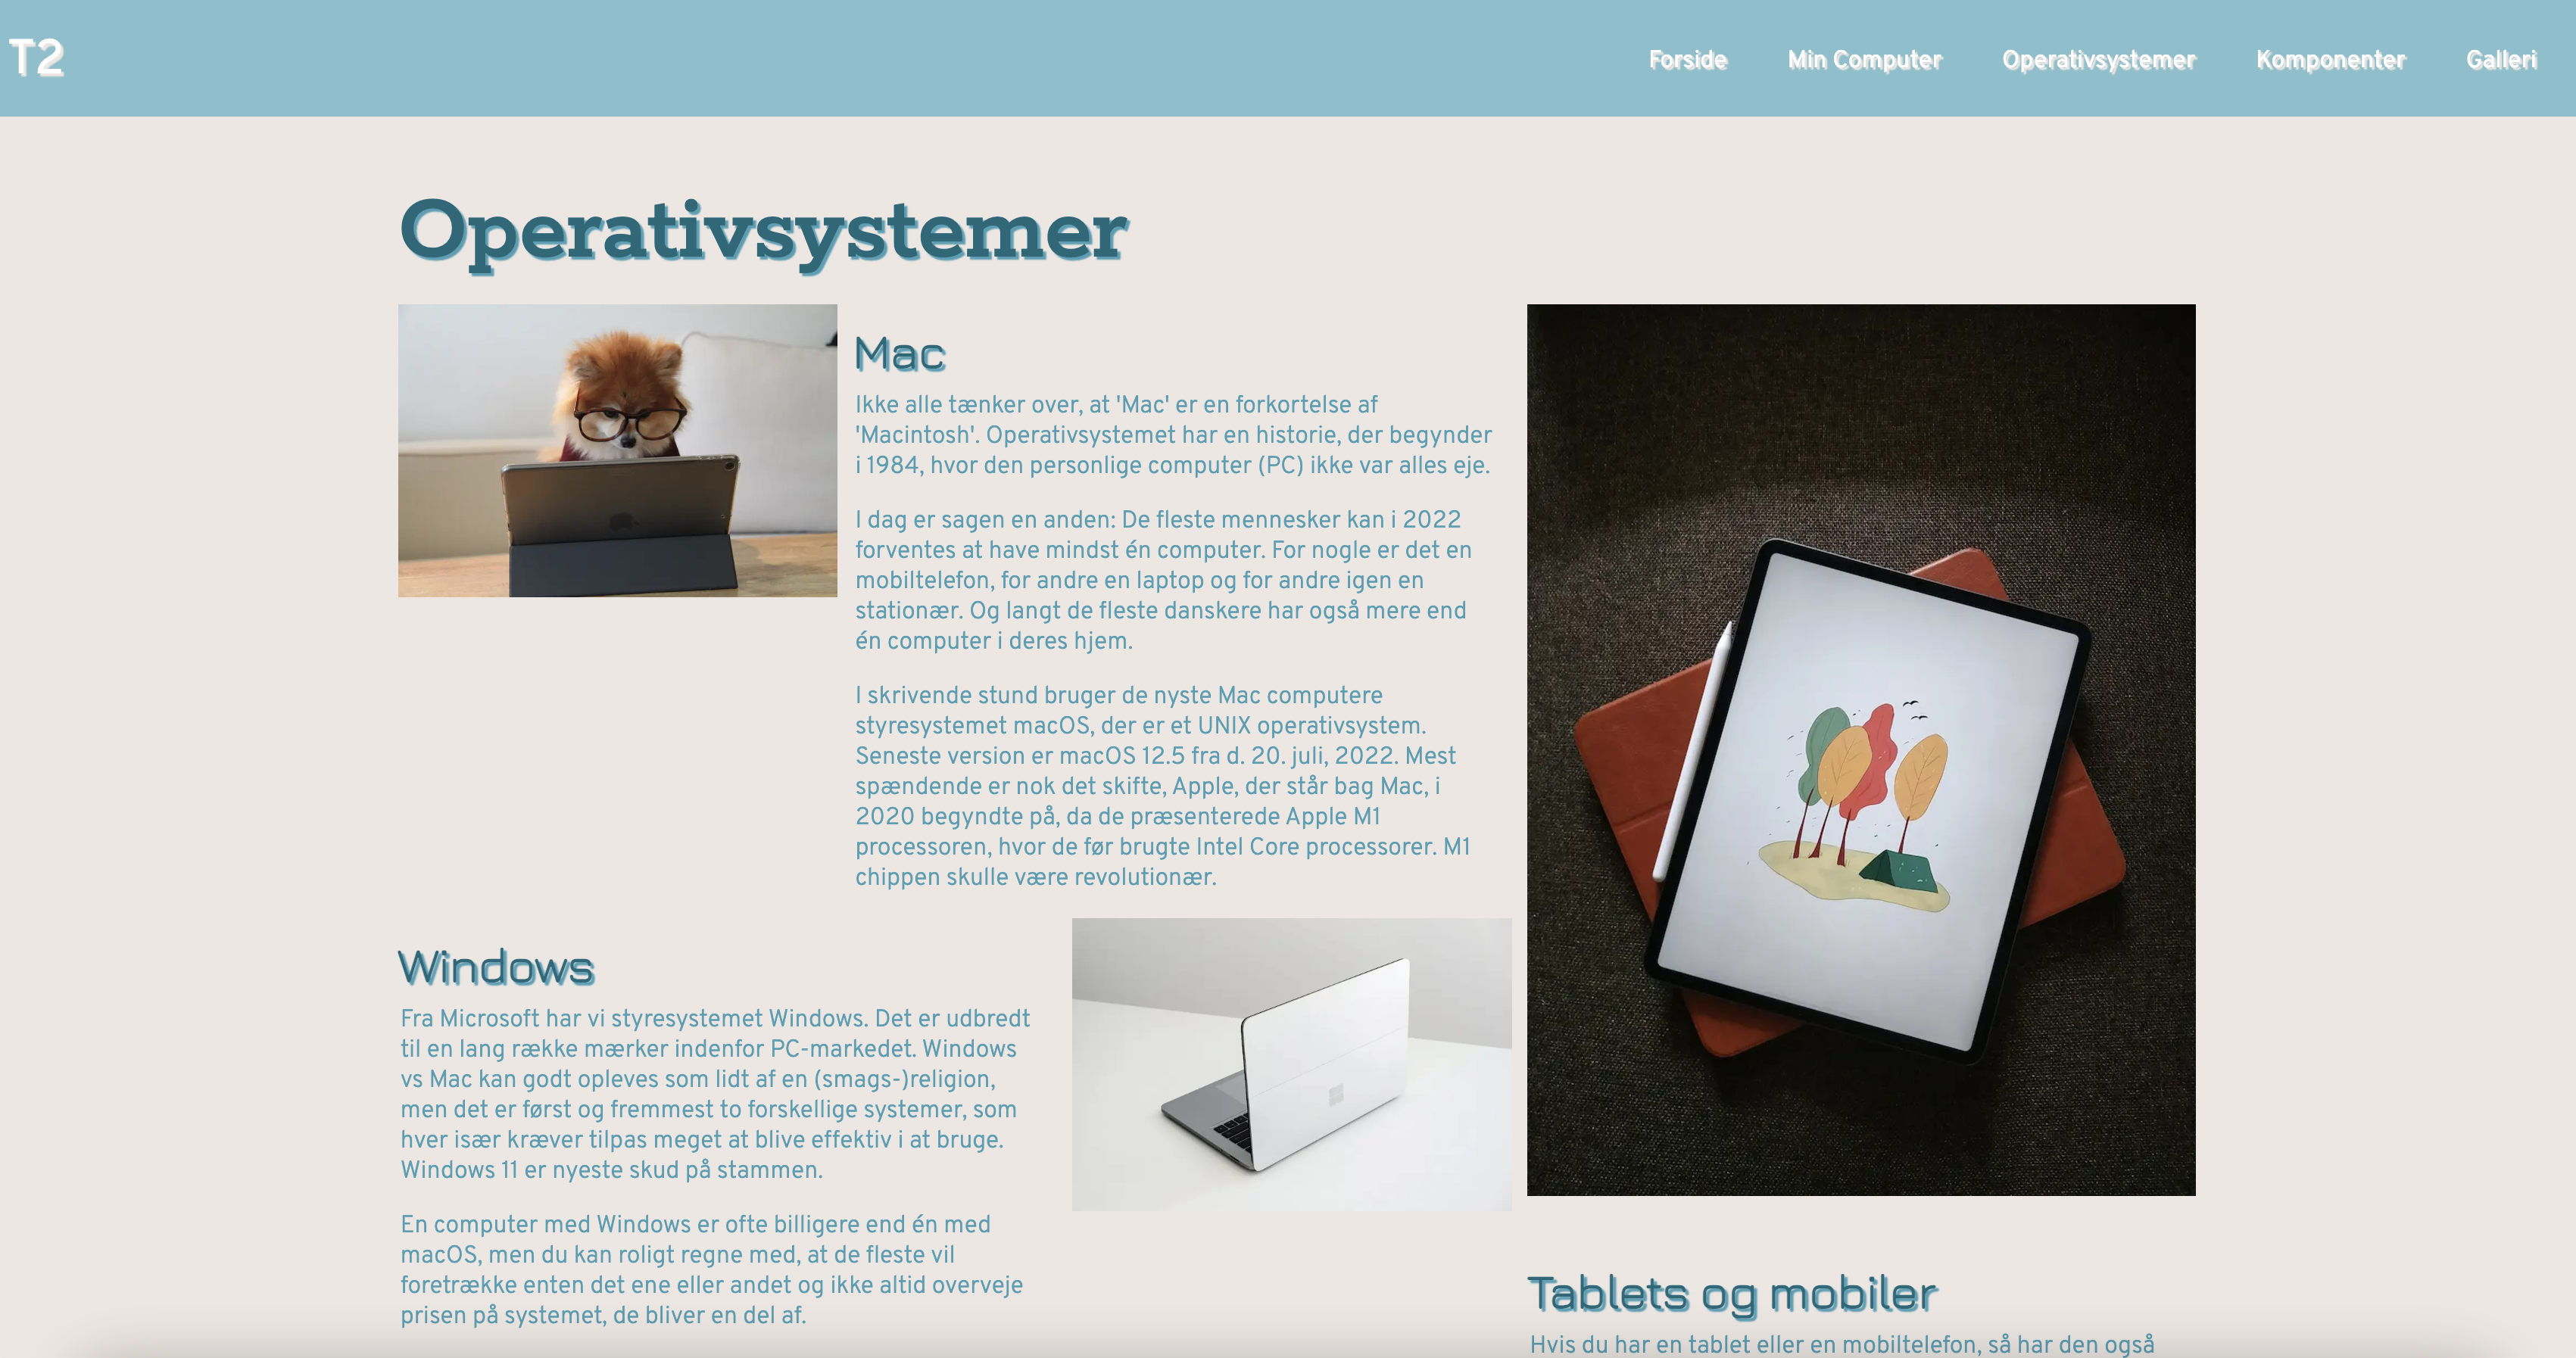 T2
Forside
Min Computer
Operativsystemer
Komponenter
Galleri
Operativsystemer
Mac
Ikke alle tænker over, at 'Mac' er en forkortelse af
'Macintosh'. Operativsystemet har en historie, der begynder
i 1984, hvor den personlige computer (PC) ikke var alles eje.
I dag er sagen en anden: De fleste mennesker kan i 2022
forventes at have mindst én computer. For nogle er det en
mobiltelefon, for andre en laptop og for andre igen en
stationær. Og langt de fleste danskere har også mere end
én computer i deres hjem.
I skrivende stund bruger de nyste Mac computere
styresystemet macOS, der er et UNIX operativsystem.
Seneste version er macOS 12.5 fra d. 20. juli, 2022. Mest
spændende er nok det skifte, Apple, der står bag Mac, i
2020 begyndte på, da de præsenterede Apple M1
processoren, hvor de før brugte Intel Core processorer. M1
chippen skulle være revolutionær.
Windows
Fra Microsoft har vi styresystemet Windows. Det er udbredt
til en lang række mærker indenfor PC-markedet. Windows
vs Mac kan godt opleves som lidt af en (smags-)religion,
men det er først og fremmest to forskellige systemer, som
hver især kræver tilpas meget at blive effektiv i at bruge.
Windows 11 er nyeste skud på stammen.
En computer med Windows er ofte billigere end én med
macOS, men du kan roligt regne med, at de fleste vil
foretrække enten det ene eller andet og ikke altid overveje
prisen på systemet, de bliver en del af.
Tablets og mobiler
Hvis du har en tablet eller en mobiltelefon, så har den også